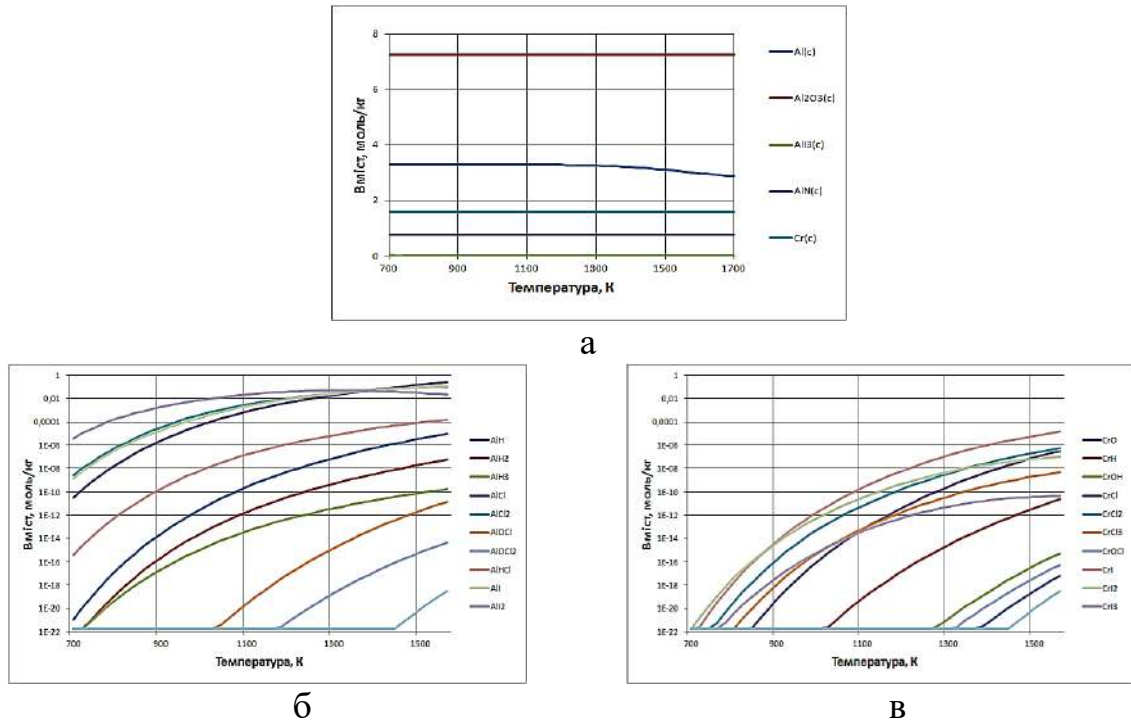 8
6
4
2
0
Вміст, моль/кг
700 900 1100 1300 1500 1700
Температура, К
Al(c)
Al2O3(c)
AlI3(c)
AlN(c)
Cr(c)
а
1
0,01
0,0001
1E-06
1E-08
1E-10
1E-12
1E-14
1E-16
1E-18
1E-20
1E-22
Вміст, моль/кг
700 900 1100 1300 1500
Температура, К
AlH
AlH2
AlH3
AlCl
AlCl2
AlOCl
AlOCl2
AlHCl
AlI
AlI2
б
1
0,01
0,0001
1E-06
1E-08
1E-10
1E-12
1E-14
1E-16
1E-18
1E-20
1E-22
Вміст, моль/кг
700 900 1100 1300 1500
Температура, К
CrO
CrH
CrOH
CrCl
CrCl2
CrCl3
CrOCl
CrI
CrI2
CrI3
в